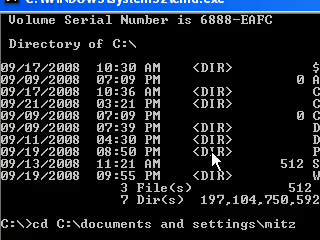 C:\WINDOWS\system32\cmd.exe
Volume Serial Number is 6888-EAFC
Directory of C:\
09/17/2008 10:30 AM <DIR> $
09/09/2008 07:09 PM 0 A
09/17/2008 10:36 AM <DIR> C
09/21/2008 03:21 PM <DIR> C
09/09/2008 07:09 PM 0 C
09/09/2008 07:39 PM <DIR> D
09/11/2008 04:30 PM <DIR> D
09/19/2008 08:50 PM <DIR> P
09/13/2008 11:21 AM 512 S
09/19/2008 09:55 PM <DIR> W
3 File(s) 512
7 Dir(s) 197,104,750,592
C:\>cd C:\documents and settings\mitz